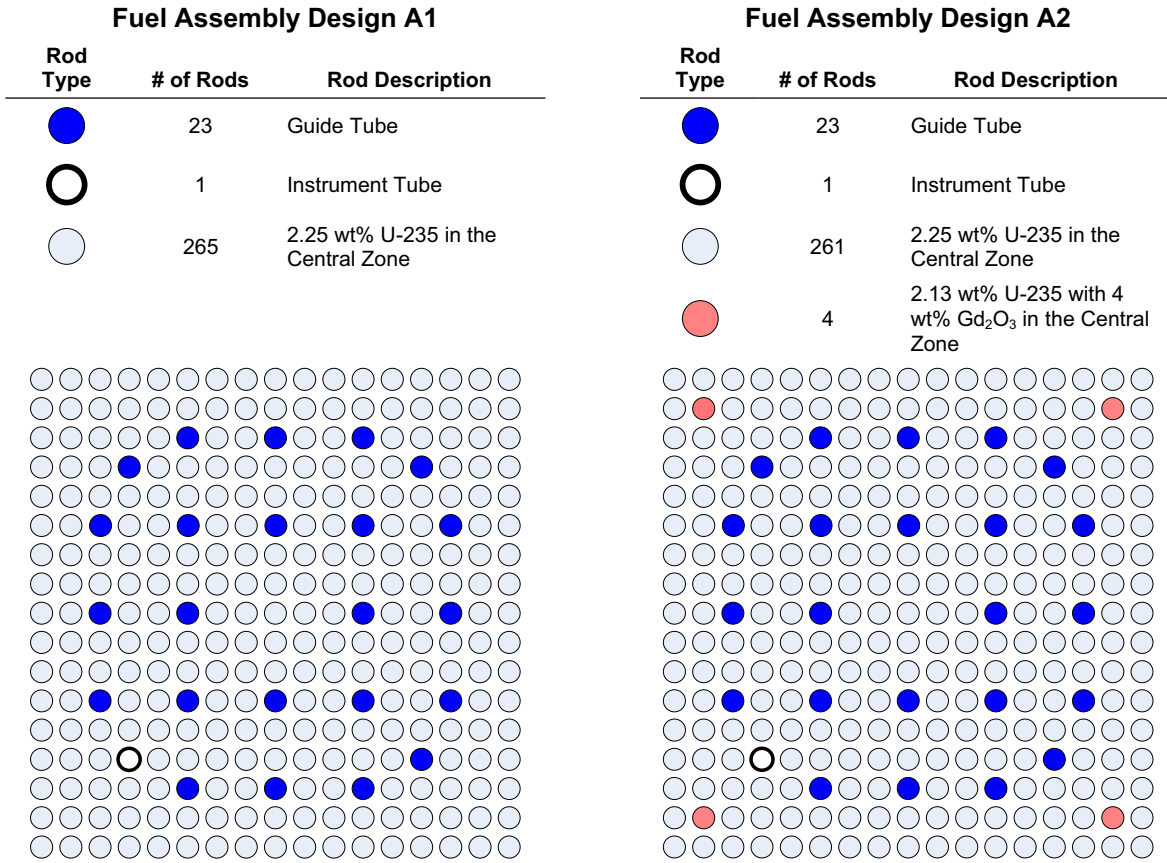 Fuel Assembly Design A1
Rod
Type
# of Rods
Rod Description
23
Guide Tube
1
Instrument Tube
265
2.25 wt% U-235 in the
Central Zone
Fuel Assembly Design A2
Rod
Type
# of Rods
Rod Description
23
Guide Tube
1
Instrument Tube
261
2.25 wt% U-235 in the
Central Zone
4
2.13 wt% U-235 with 4
wt% Gd₂O₃ in the Central
Zone